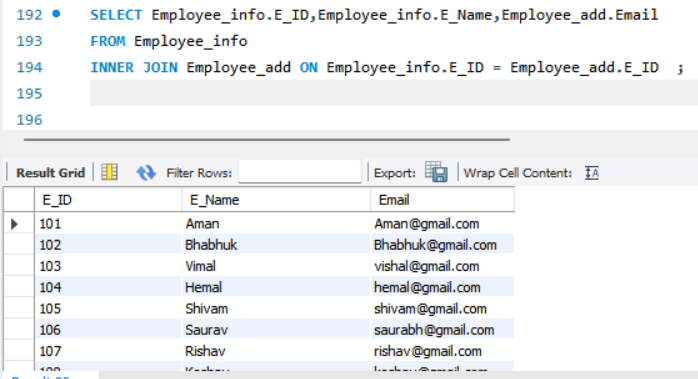 192 SELECT Employee_info.E_ID,Employee_info.E_Name,Employee_add.Email
193 FROM Employee_info
194 INNER JOIN Employee_add ON Employee_info.E_ID = Employee_add.E_ID ;
195
196
Result Grid Filter Rows: Export: Wrap Cell Content: IA
E_ID E_Name Email
101 Aman Aman@gmail.com
102 Bhabhuk Bhabhuk@gmail.com
103 Vimal vishal@gmail.com
104 Hemal hemal@gmail.com
105 Shivam shivam@gmail.com
106 Saurav saurabh@gmail.com
107 Rishav rishav@gmail.com